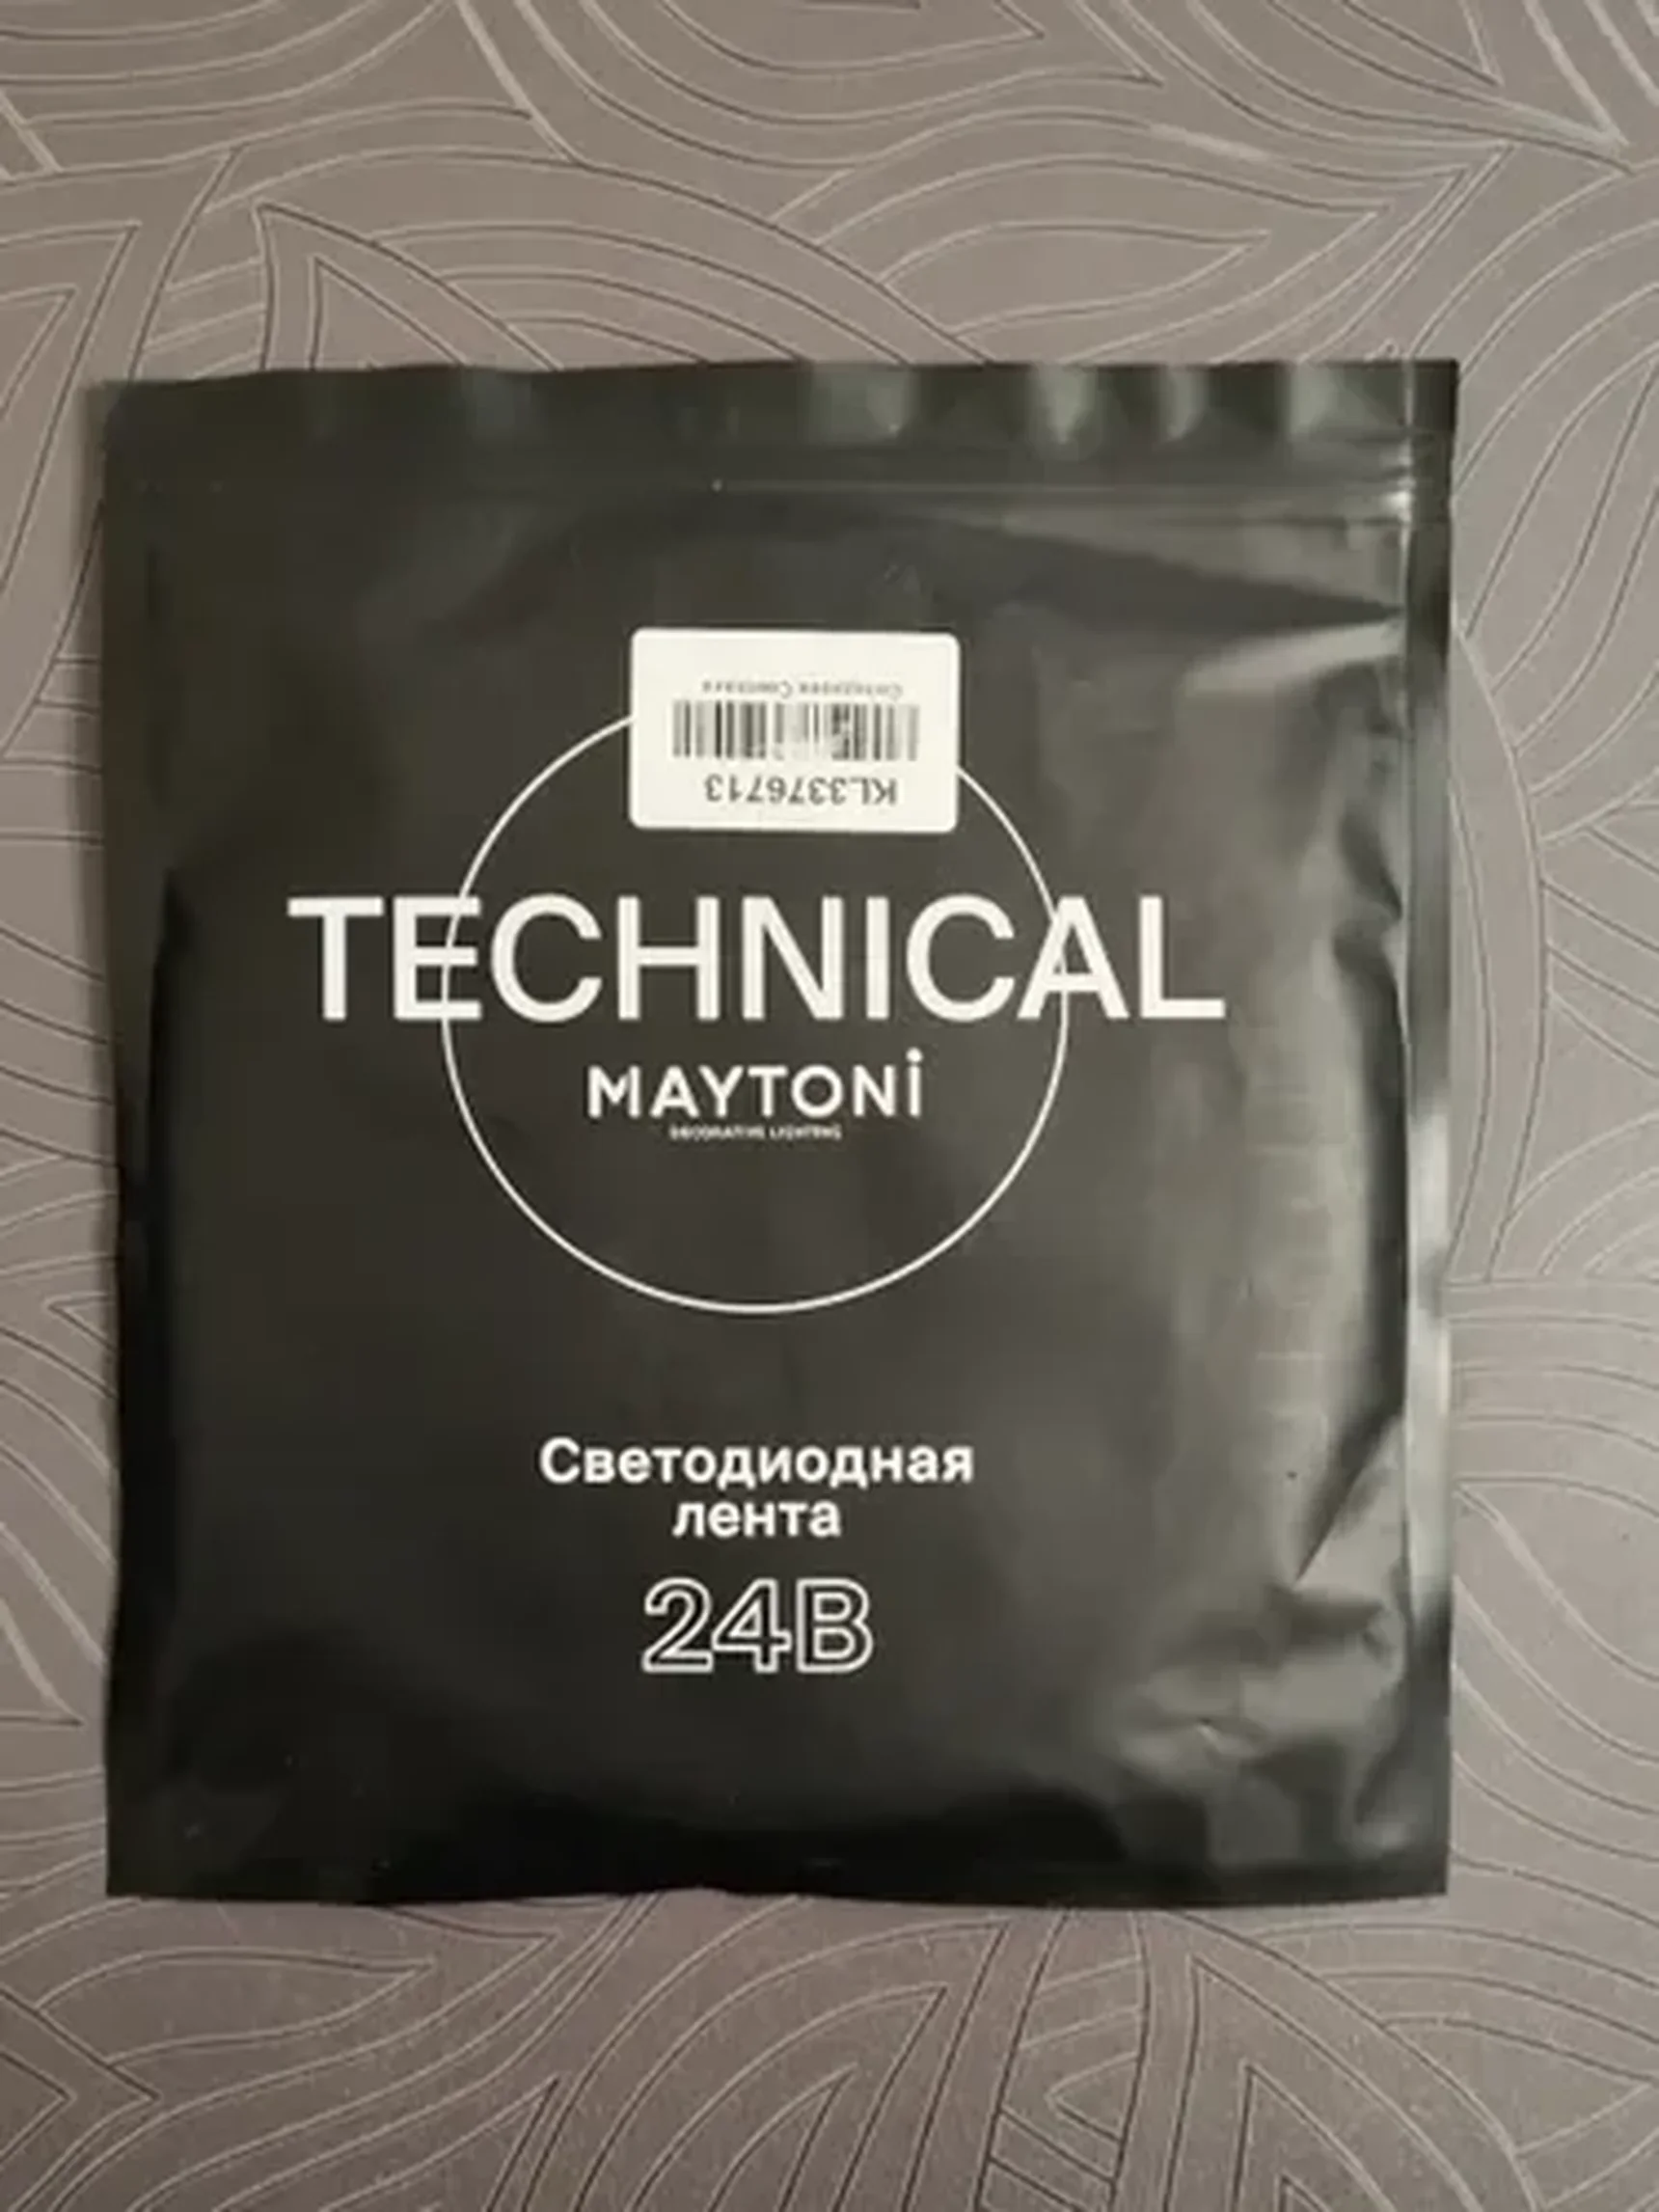 KL3376713
TECHNICAL
MAYTONi
DECORATIVE LIGHTING
Светодиодная
лента
24В